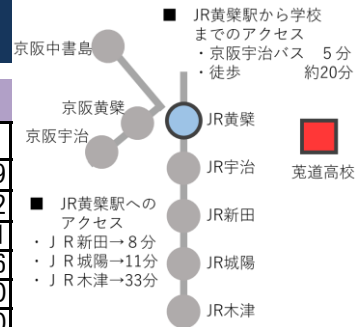 ■ JR黄檗駅から学校
までのアクセス
・京阪宇治バス 5分
・徒歩 約20分
京阪中書島
京阪黄檗
京阪宇治
JR黄檗
JR宇治
莵道高校
■ JR黄檗駅への
アクセス
・ＪＲ新田→８分
・ＪＲ城陽→11分
・ＪＲ木津→33分
JR新田
JR城陽
JR木津